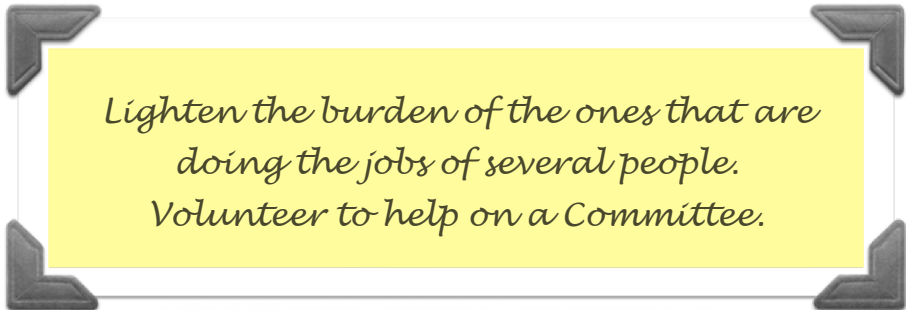 Lighten the burden of the ones that are
doing the jobs of several people.
Volunteer to help on a Committee.